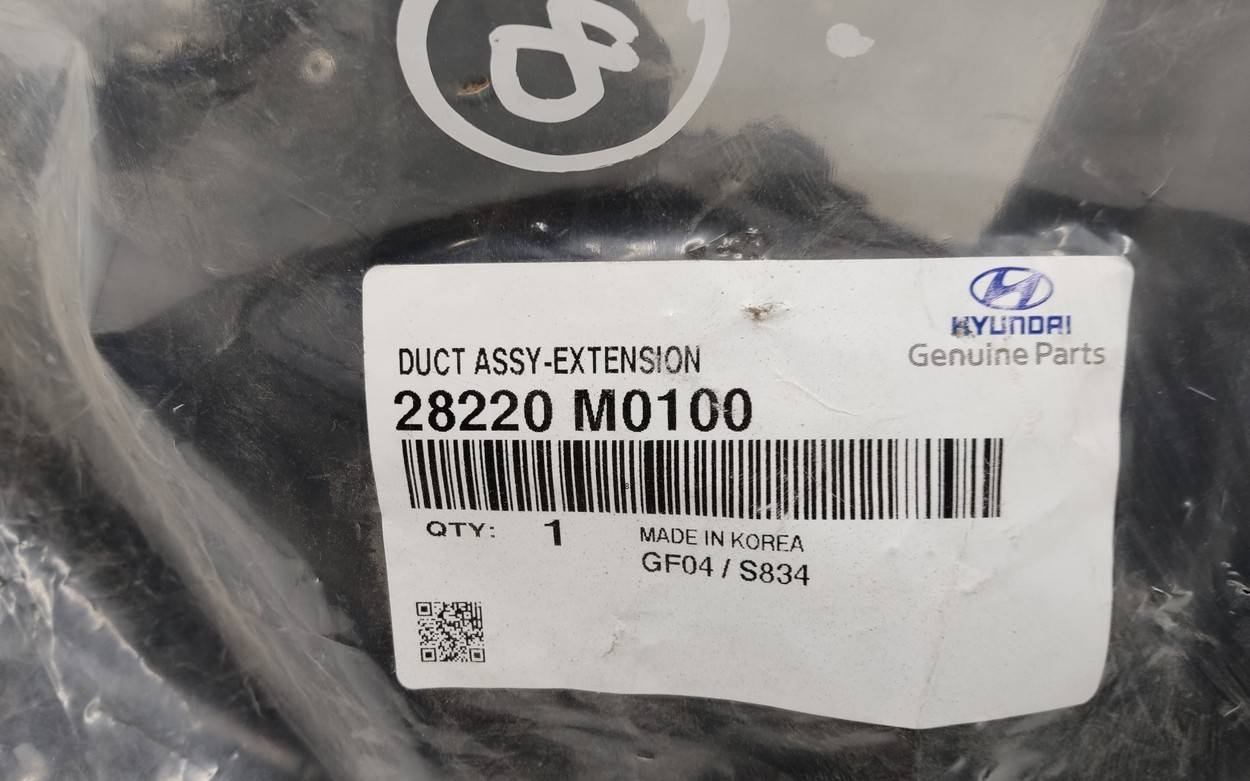 8
HYUNDAI
Genuine Parts
DUCT ASSY-EXTENSION
28220 M0100
QTY: 1
MADE IN KOREA
GF04 / S834